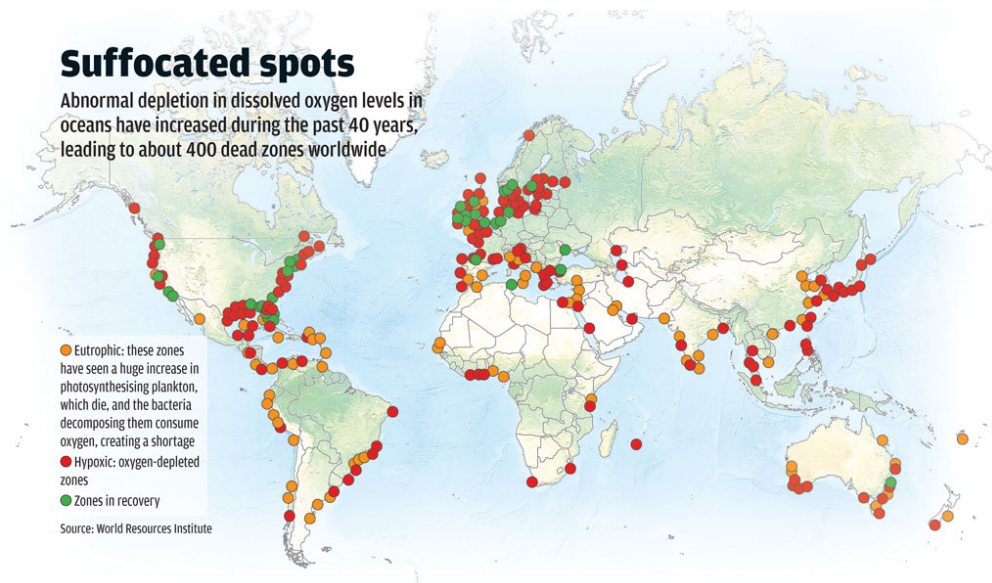 Suffocated spots
Abnormal depletion in dissolved oxygen levels in
oceans have increased during the past 40 years,
leading to about 400 dead zones worldwide
Eutrophic: these zones
have seen a huge increase in
photosynthesising plankton,
which die, and the bacteria
decomposing them consume
oxygen, creating a shortage
Hypoxic: oxygen-depleted
zones
Zones in recovery
Source: World Resources Institute